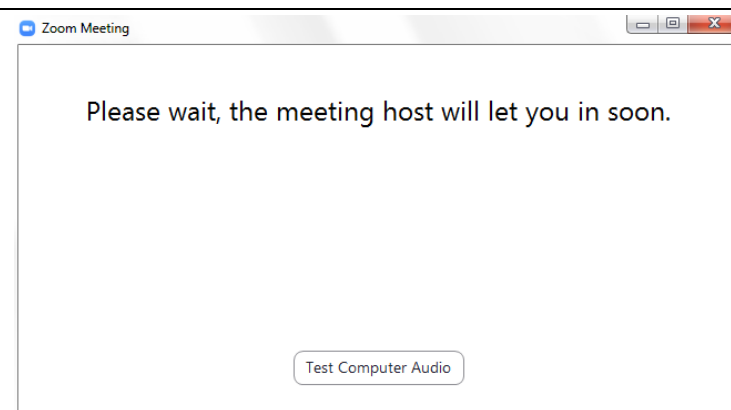 Zoom Meeting
Please wait, the meeting host will let you in soon.
Test Computer Audio